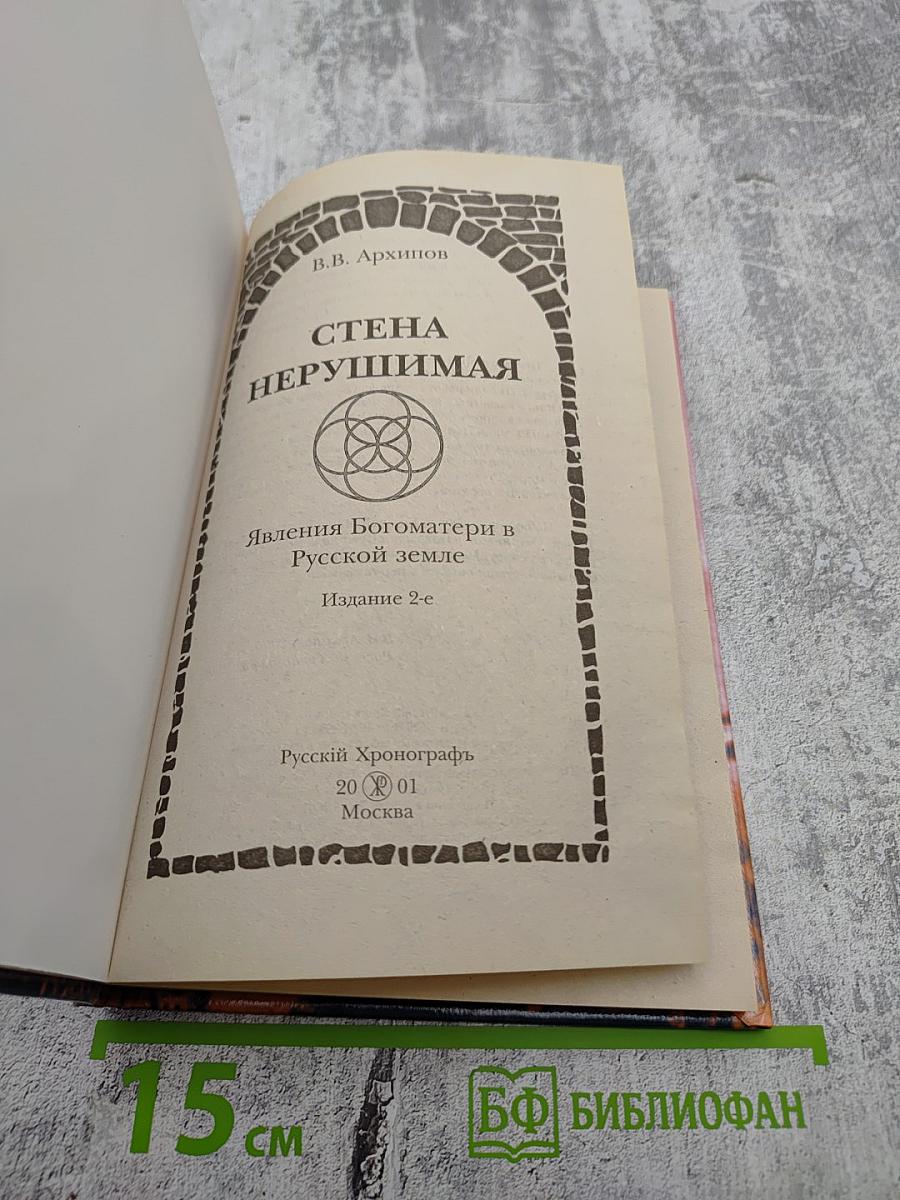 В.В. Архипов
СТЕНА
НЕРУШИМАЯ
Явления Богоматери в
Русской земле
Издание 2-е
Русскій Хронографъ
20 01
Москва
15 см
БФ БИБЛИОФАН